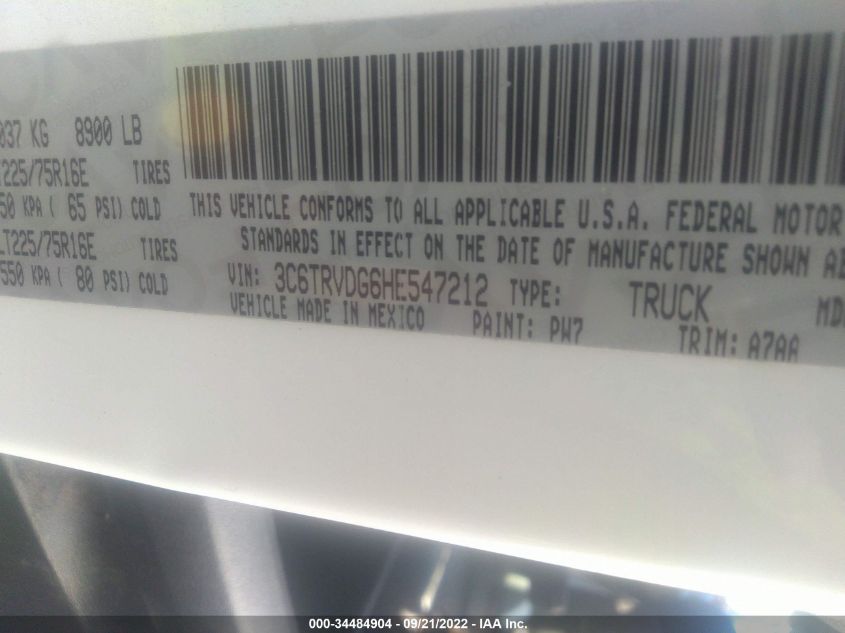 037 KG 8900 LB
225/75R16E TIRES
50 KPA ( 65 PSI) COLD
LT225/75R16E TIRES
550 KPA ( 80 PSI) COLD
THIS VEHICLE CONFORMS TO ALL APPLICABLE U.S.A. FEDERAL MOTOR
STANDARDS IN EFFECT ON THE DATE OF MANUFACTURE SHOWN
VIN: 3C6TRVDG6HE547212 TYPE: TRUCK
VEHICLE MADE IN MEXICO PAINT: PW7 TRIM: A7AA
000-34484904 - 09/21/2022 - IAA Inc.